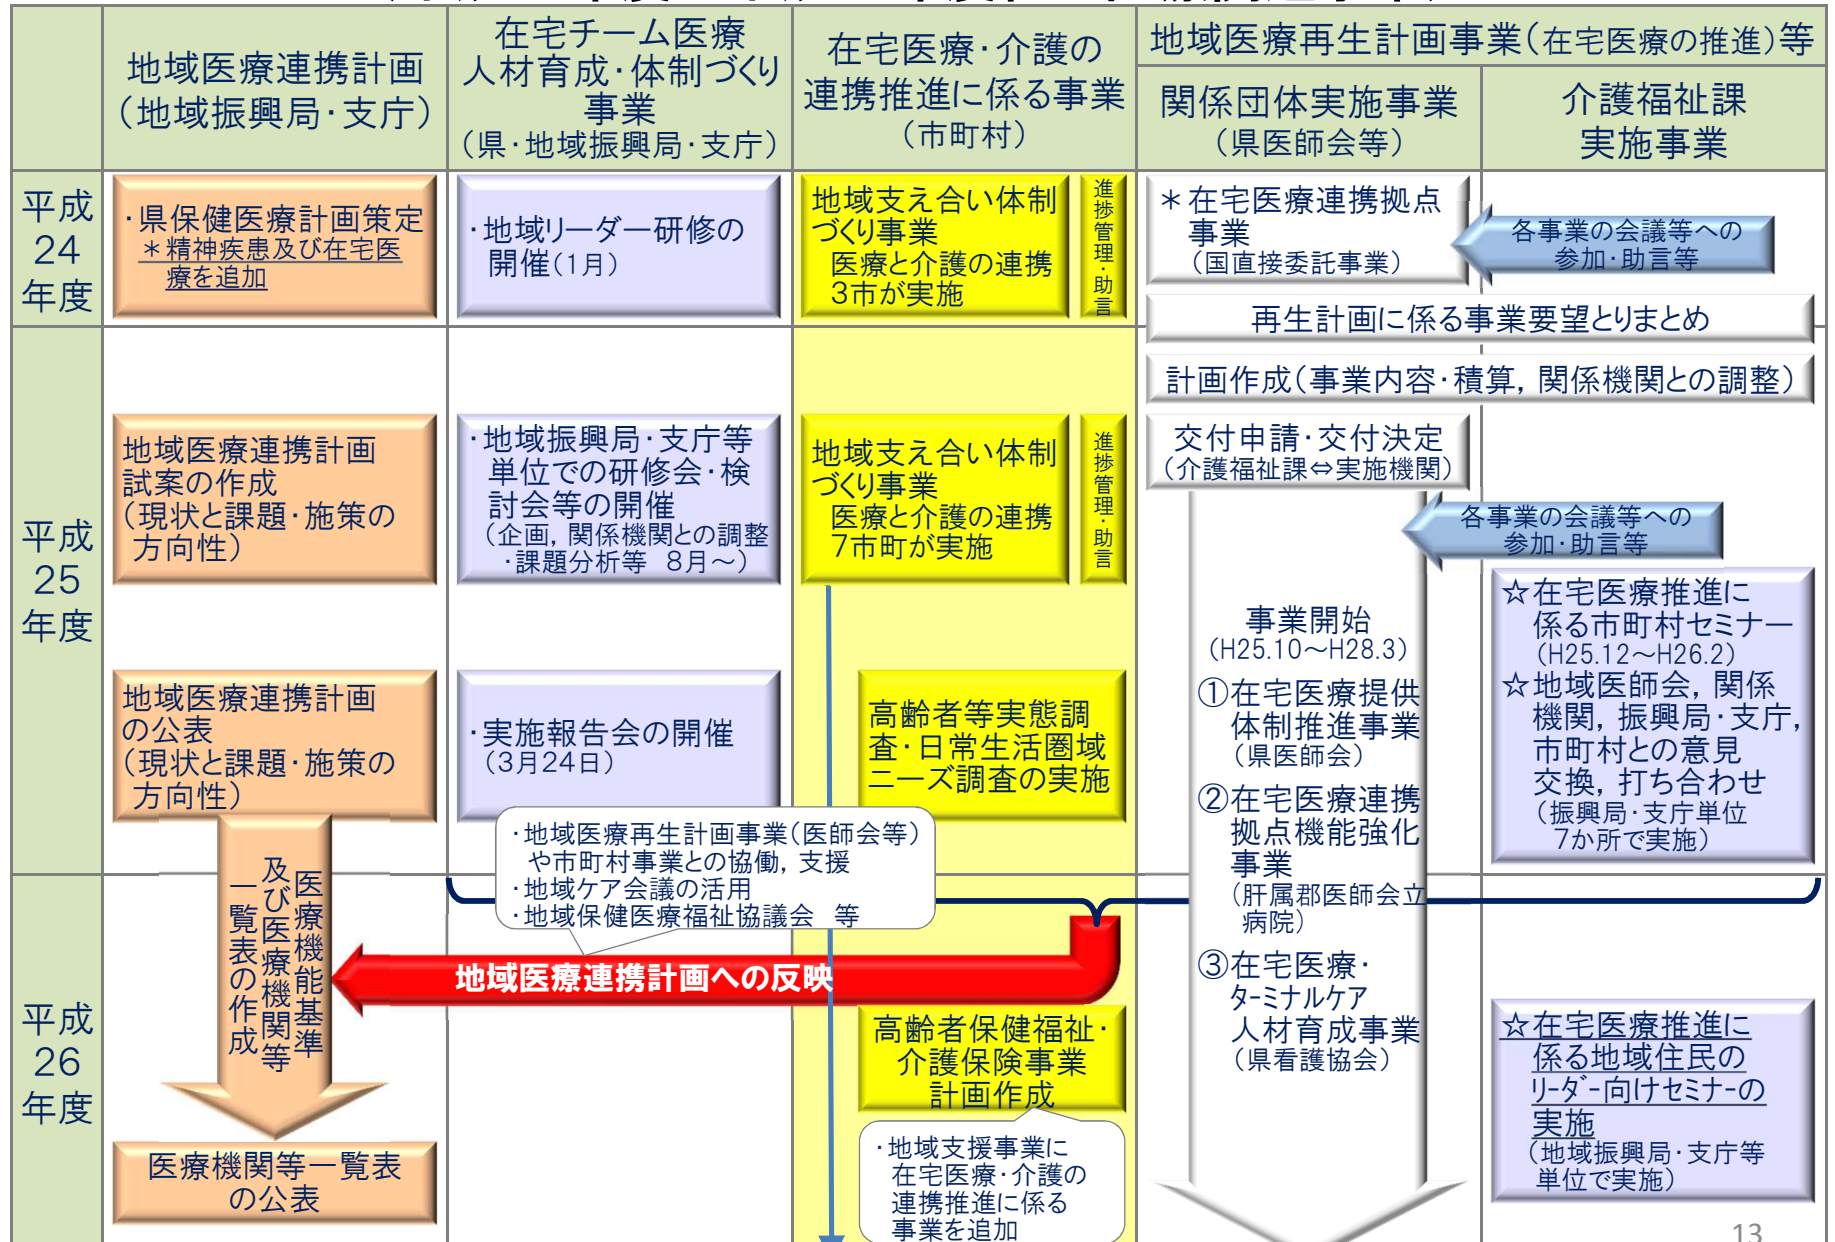 地域医療連携計画
（地域振興局・支庁）
在宅チーム医療
人材育成・体制づくり
事業
（県・地域振興局・支庁）
在宅医療・介護の
連携推進に係る事業
（市町村）
地域医療再生計画事業（在宅医療の推進）等
関係団体実施事業
（県医師会等）
介護福祉課
実施事業
平成
24
年度
・県保健医療計画策定
＊精神疾患及び在宅医
療を追加
・地域リーダー研修の
開催（1月）
地域支え合い体制
づくり事業
医療と介護の連携
3市が実施
進捗管理・助言
＊在宅医療連携拠点
事業
（国直接委託事業）
各事業の会議等への
参加・助言等
再生計画に係る事業要望とりまとめ
平成
25
年度
計画作成（事業内容・積算，関係機関との調整）
地域医療連携計画
試案の作成
（現状と課題・施策の
方向性）
・地域振興局・支庁等
単位での研修会・検
討会等の開催
（企画，関係機関との調整
・課題分析等　8月～）
地域支え合い体制
づくり事業
医療と介護の連携
7市町が実施
進捗管理・助言
交付申請・交付決定
（介護福祉課⇔実施機関）
各事業の会議等への
参加・助言等
事業開始
（H25.10～H28.3）
①在宅医療提供
体制推進事業
（県医師会）
②在宅医療連携
拠点機能強化
事業
（肝属郡医師会立
病院）
③在宅医療・
ターミナルケア
人材育成事業
（県看護協会）
☆在宅医療推進に
係る市町村セミナー
（H25.12～H26.2）
☆地域医師会，関係
機関，振興局・支庁，
市町村との意見
交換，打ち合わせ
（振興局・支庁単位
7か所で実施）
地域医療連携計画
の公表
（現状と課題・施策の
方向性）
・実施報告会の開催
（3月24日）
高齢者等実態調
査・日常生活圏域
ニーズ調査の実施
・地域医療再生計画事業（医師会等）
や市町村事業との協働，支援
・地域ケア会議の活用
・地域保健医療福祉協議会　等
平成
26
年度
医療機能基準
及び医療機関等
一覧表の作成
地域医療連携計画への反映
高齢者保健福祉・
介護保険事業
計画作成
・地域支援事業に
在宅医療・介護の
連携推進に係る
事業を追加
☆在宅医療推進に
係る地域住民の
リーダー向けセミナーの
実施
（地域振興局・支庁等
単位で実施）
医療機関等一覧表
の公表
13